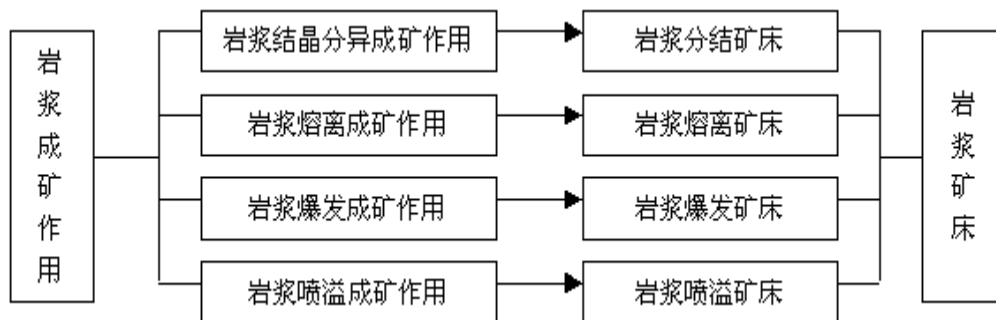 岩浆成矿作用
岩浆结晶分异成矿作用
岩浆分结矿床
岩浆熔离成矿作用
岩浆熔离矿床
岩浆爆发成矿作用
岩浆爆发矿床
岩浆喷溢成矿作用
岩浆喷溢矿床
岩浆矿床